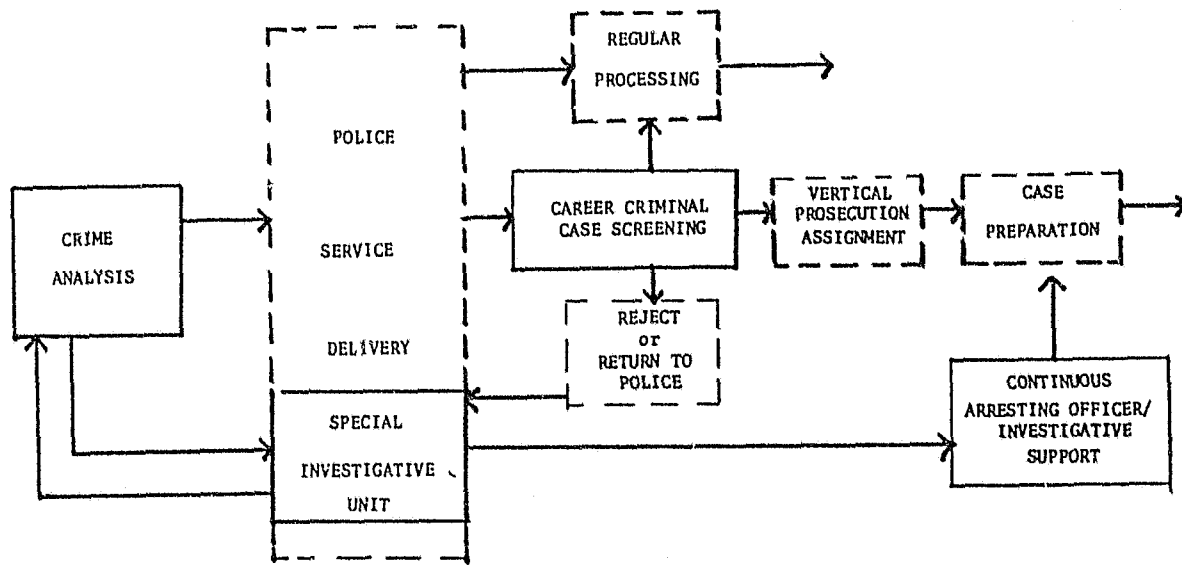 CRIME
ANALYSIS
POLICE
SERVICE
DELIVERY
SPECIAL
INVESTIGATIVE
UNIT
REGULAR
PROCESSING
CAREER CRIMINAL
CASE SCREENING
REJECT
or
RETURN TO
POLICE
VERTICAL
PROSECUTION
ASSIGNMENT
CASE
PREPARATION
CONTINUOUS
ARRESTING OFFICER/
INVESTIGATIVE
SUPPORT